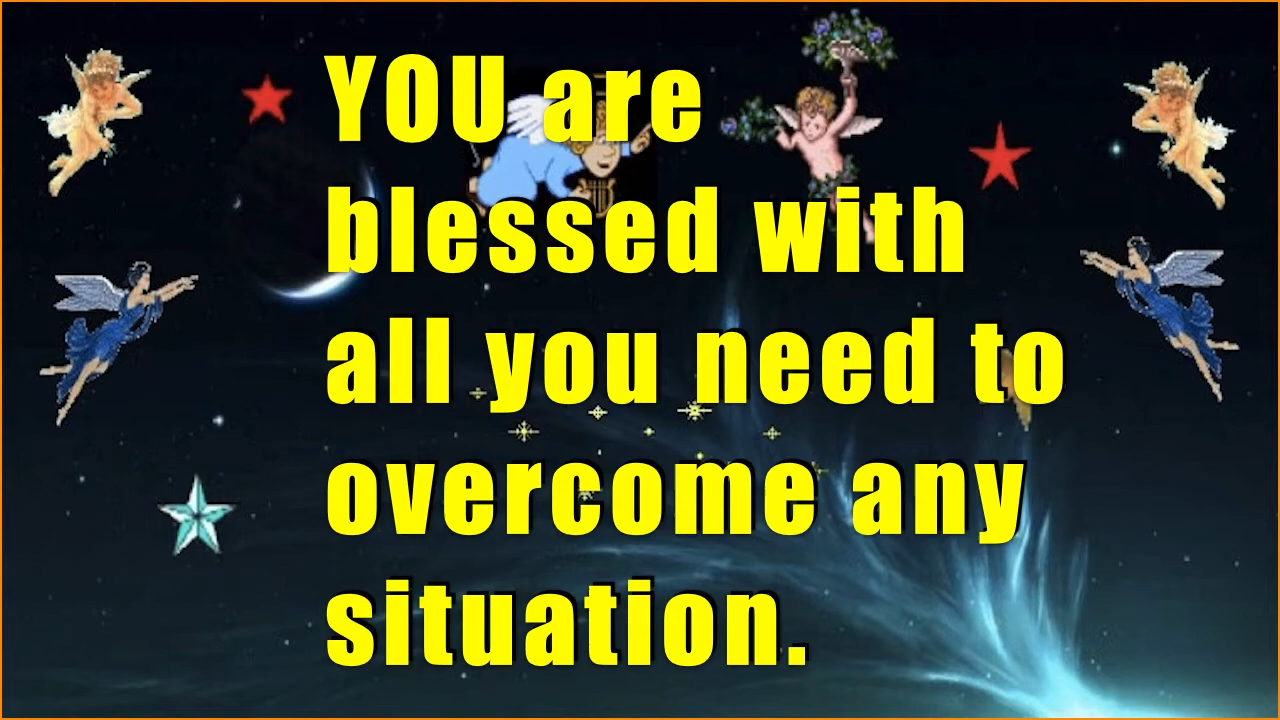 YOU are
blessed with
all you need to
overcome any
situation.